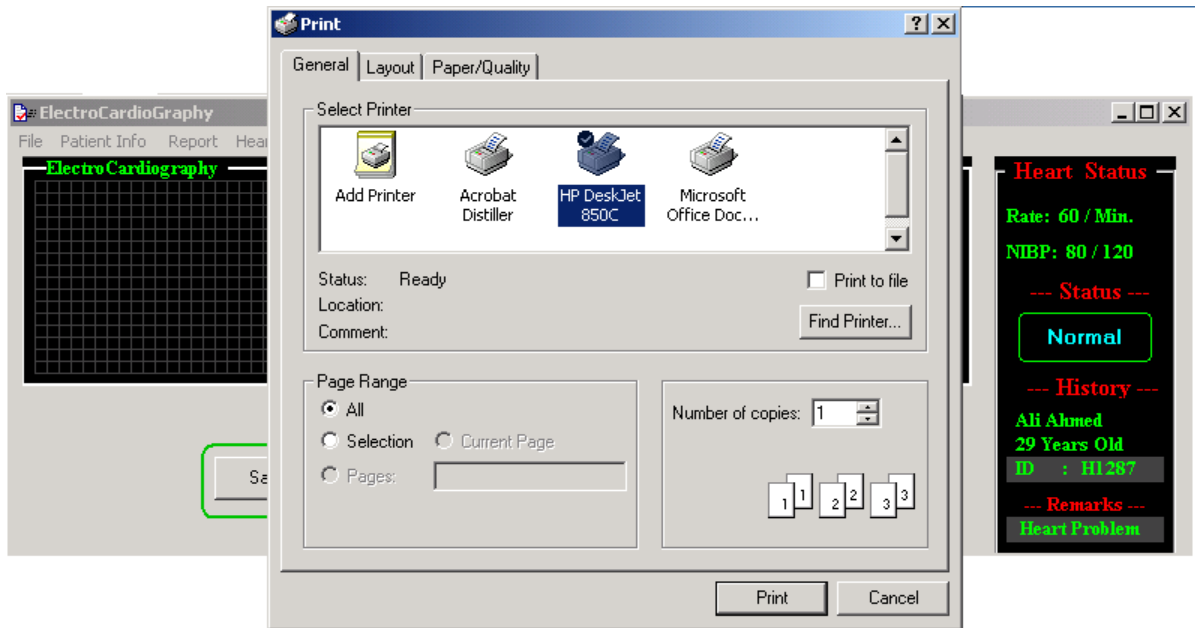 Print
General Layout Paper/Quality
Select Printer
Add Printer
Acrobat
Distiller
HP DeskJet
850C
Microsoft
Office Doc...
Status: Ready
Location:
Comment:
Print to file
Find Printer...
Page Range
All
Selection Current Page
Pages:
Number of copies: 1
1 1 2 2 3 3
Print Cancel
ElectroCardioGraphy
File Patient Info Report
ElectroCardiography
Heart Status
Rate: 60 / Min.
NIBP: 80 / 120
--- Status ---
Normal
--- History ---
Ali Ahmed
29 Years Old
ID : H1287
--- Remarks ---
Heart Problem